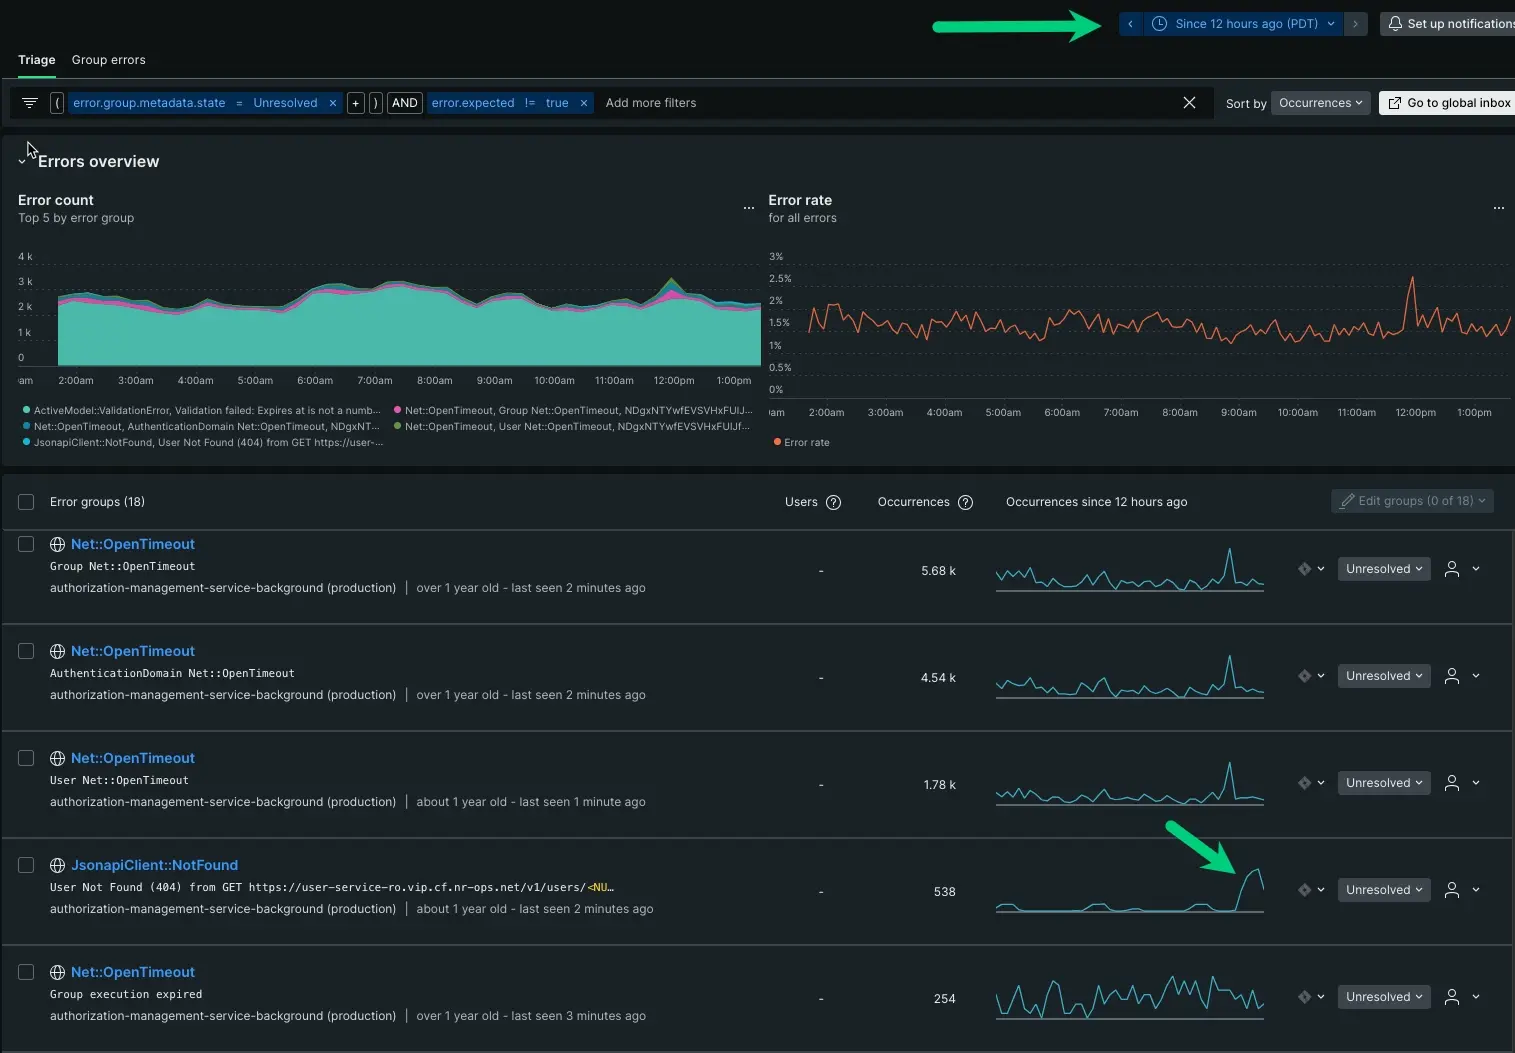 Since 12 hours ago (PDT)
Set up notifications
Triage
Group errors
( error.group.metadata.state = Unresolved × + ) AND error.expected != true × Add more filters
Sort by Occurrences
Go to global inbox
Errors overview
Error count
Top 5 by error group
4 k
3 k
2 k
1 k
0
am 2:00am 3:00am 4:00am 5:00am 6:00am 7:00am 8:00am 9:00am 10:00am 11:00am 12:00pm 1:00pm
ActiveModel::ValidationError, Validation failed: Expires at is not a numb...
Net::OpenTimeout, Group Net::OpenTimeout,
Net::OpenTimeout, AuthenticationDomain Net::OpenTimeout, NDgxNT...
Net::OpenTimeout, User Net::OpenTimeout,
JsonapiClient::NotFound, User Not Found (404) from GET https://user-...
Error rate
for all errors
3%
2.5%
2%
1.5%
1%
0.5%
0%
am 2:00am 3:00am 4:00am 5:00am 6:00am 7:00am 8:00am 9:00am 10:00am 11:00am 12:00pm 1:00pm
Error rate
Error groups (18)
Users ?
Occurrences ?
Occurrences since 12 hours ago
Edit groups (0 of 18)
Net::OpenTimeout
Group Net::OpenTimeout
authorization-management-service-background (production) | over 1 year old - last seen 2 minutes ago
-
5.68 k
Unresolved
Net::OpenTimeout
AuthenticationDomain Net::OpenTimeout
authorization-management-service-background (production) | over 1 year old - last seen 2 minutes ago
-
4.54 k
Unresolved
Net::OpenTimeout
User Net::OpenTimeout
authorization-management-service-background (production) | about 1 year old - last seen 1 minute ago
-
1.78 k
Unresolved
JsonapiClient::NotFound
User Not Found (404) from GET https://user-service-ro.vip.cf.nr-ops.net/v1/users/<NU…
authorization-management-service-background (production) | about 1 year old - last seen 2 minutes ago
-
538
Unresolved
Net::OpenTimeout
Group execution expired
authorization-management-service-background (production) | over 1 year old - last seen 3 minutes ago
-
254
Unresolved